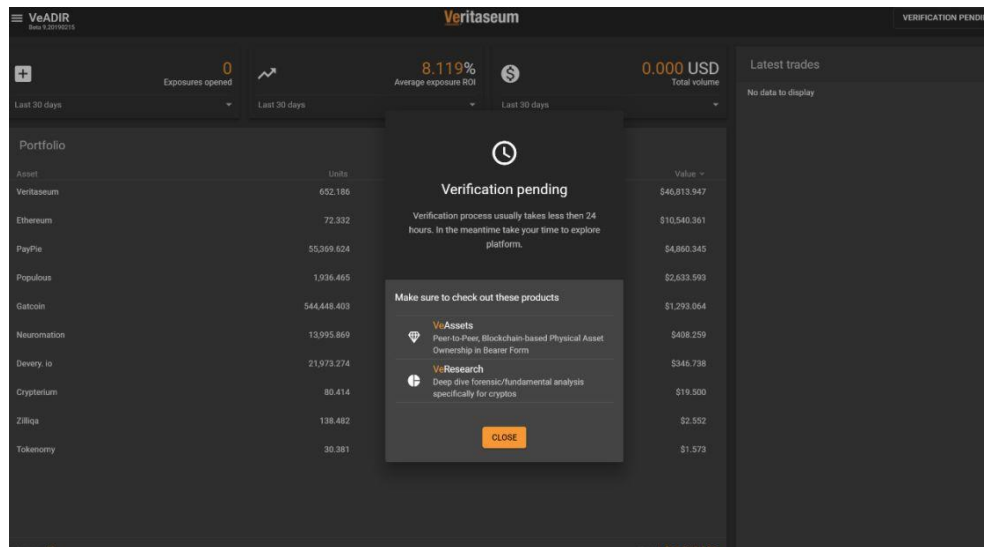 VeADIR
Beta 9.20190215
Veritaseum
VERIFICATION PENDI
0
Exposures opened
Last 30 days
8.119%
Average exposure ROI
Last 30 days
0.000 USD
Total volume
Last 30 days
Latest trades
No data to display
Portfolio
Asset Units Value
Veritaseum 652.186 $46,813.947
Ethereum 72.332 $10,540.361
PayPie 55,369.624 $4,860.345
Populous 1,936.465 $2,633.593
Gatcoin 544,448.403 $1,293.064
Neuromation 13,995.869 $408.259
Devery. io 21,973.274 $346.738
Crypterium 80.414 $19.500
Zilliqa 138.482 $2.552
Tokenomy 30.381 $1.573
Verification pending
Verification process usually takes less then 24
hours. In the meantime take your time to explore
platform.
Make sure to check out these products
VeAssets
Peer-to-Peer, Blockchain-based Physical Asset
Ownership in Bearer Form
VeResearch
Deep dive forensic/fundamental analysis
specifically for cryptos
CLOSE